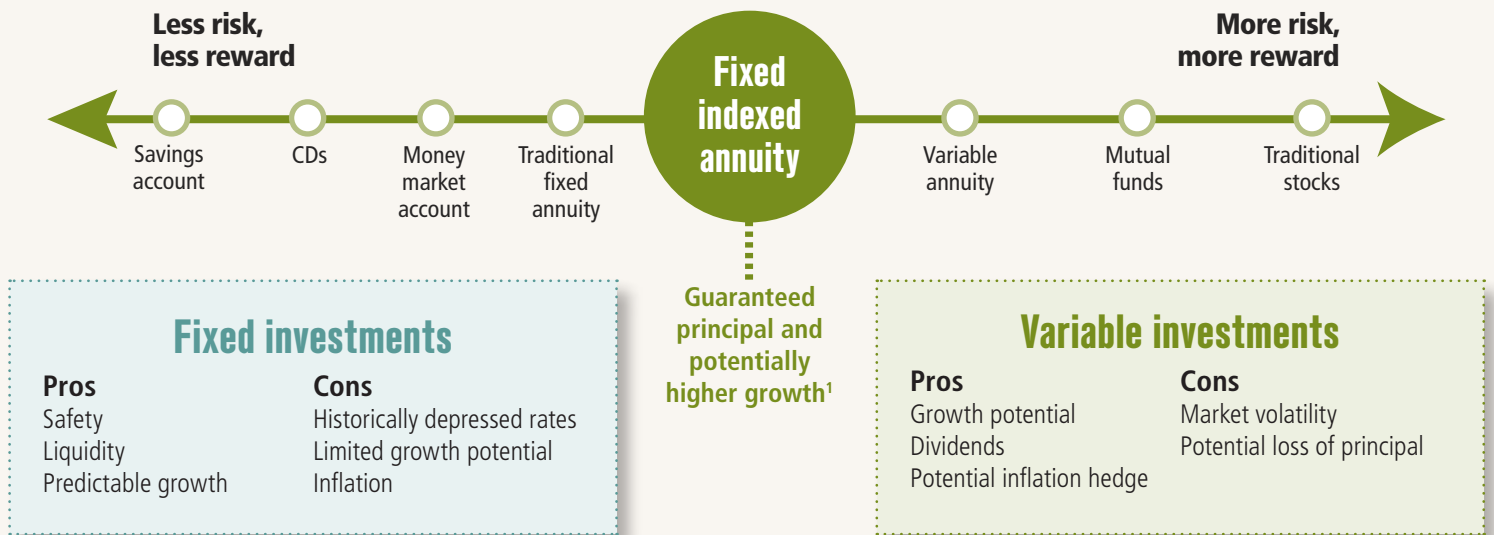 Less risk,
less reward
More risk,
more reward
Fixed
indexed
annuity
Savings
account
CDs
Money
market
account
Traditional
fixed
annuity
Variable
annuity
Mutual
funds
Traditional
stocks
Guaranteed
principal and
potentially
higher growth¹
Fixed investments
Pros
Safety
Liquidity
Predictable growth
Cons
Historically depressed rates
Limited growth potential
Inflation
Variable investments
Pros
Growth potential
Dividends
Potential inflation hedge
Cons
Market volatility
Potential loss of principal